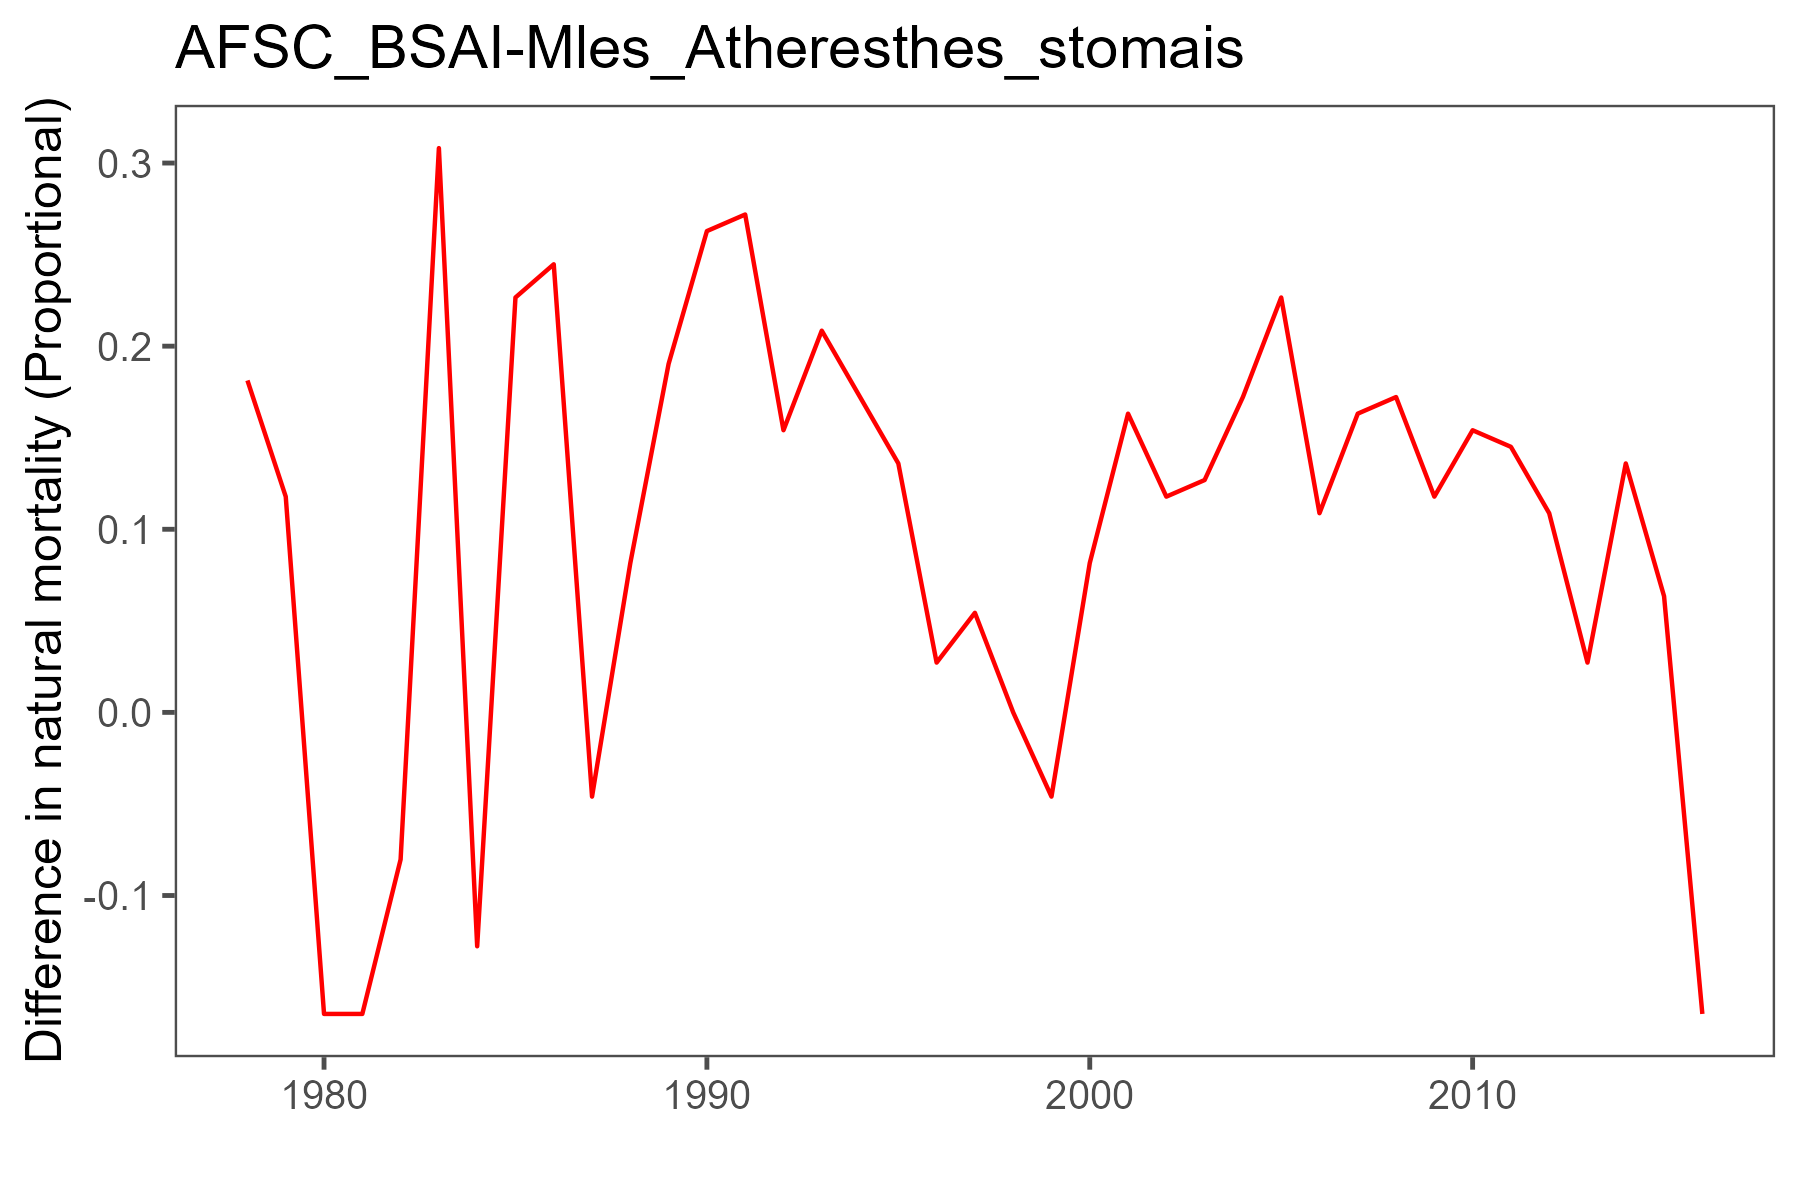 AFSC_BSAI-Mles_Atheresthes_stomais
Difference in natural mortality (Proportional)
0.3
0.2
0.1
0.0
-0.1
1980 1990 2000 2010